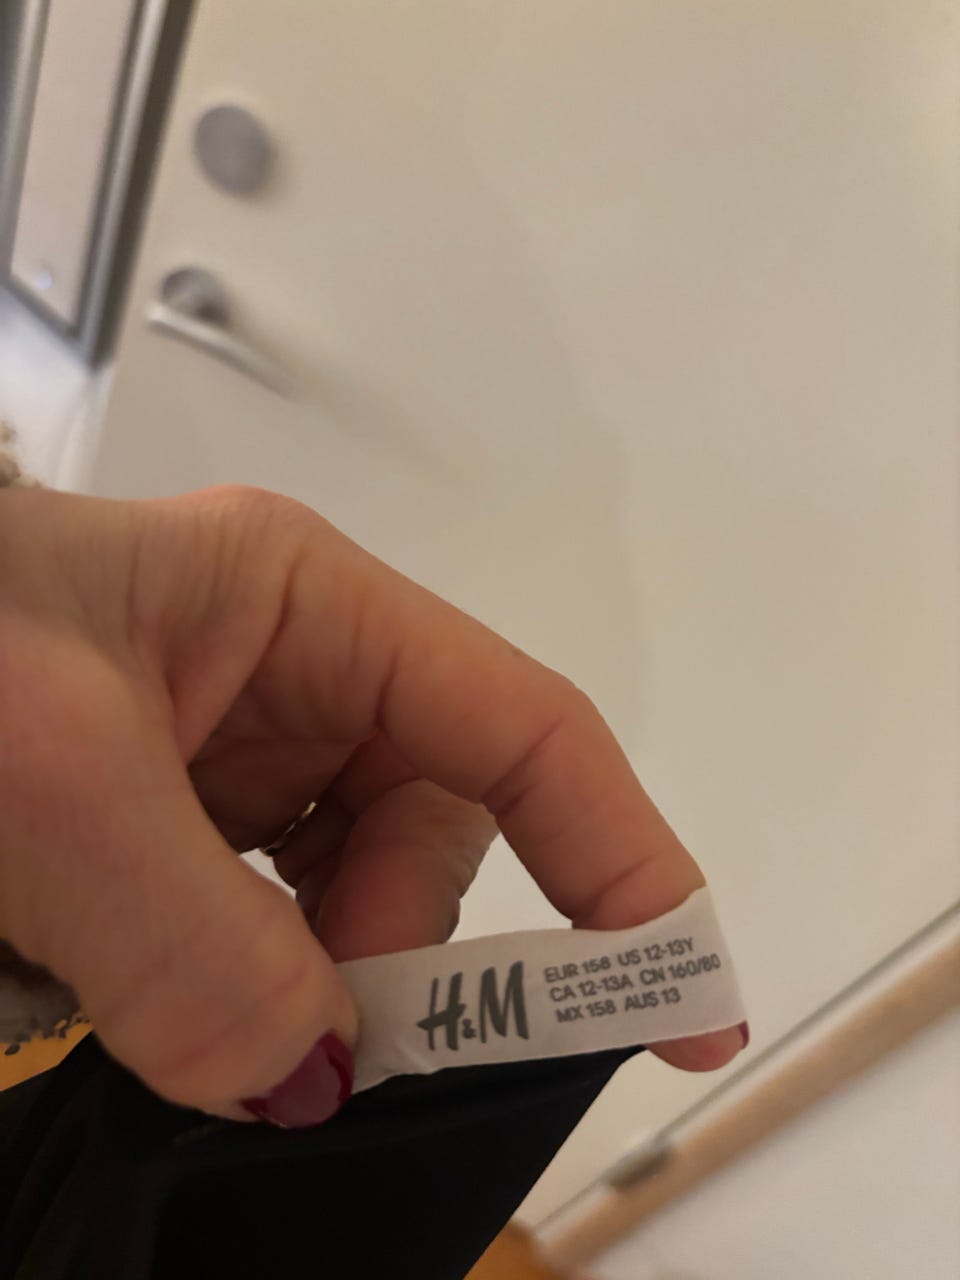 H&M
EUR 158 US 12-13Y
CA 12-13A CN 160/80
MX 158 AUS 13